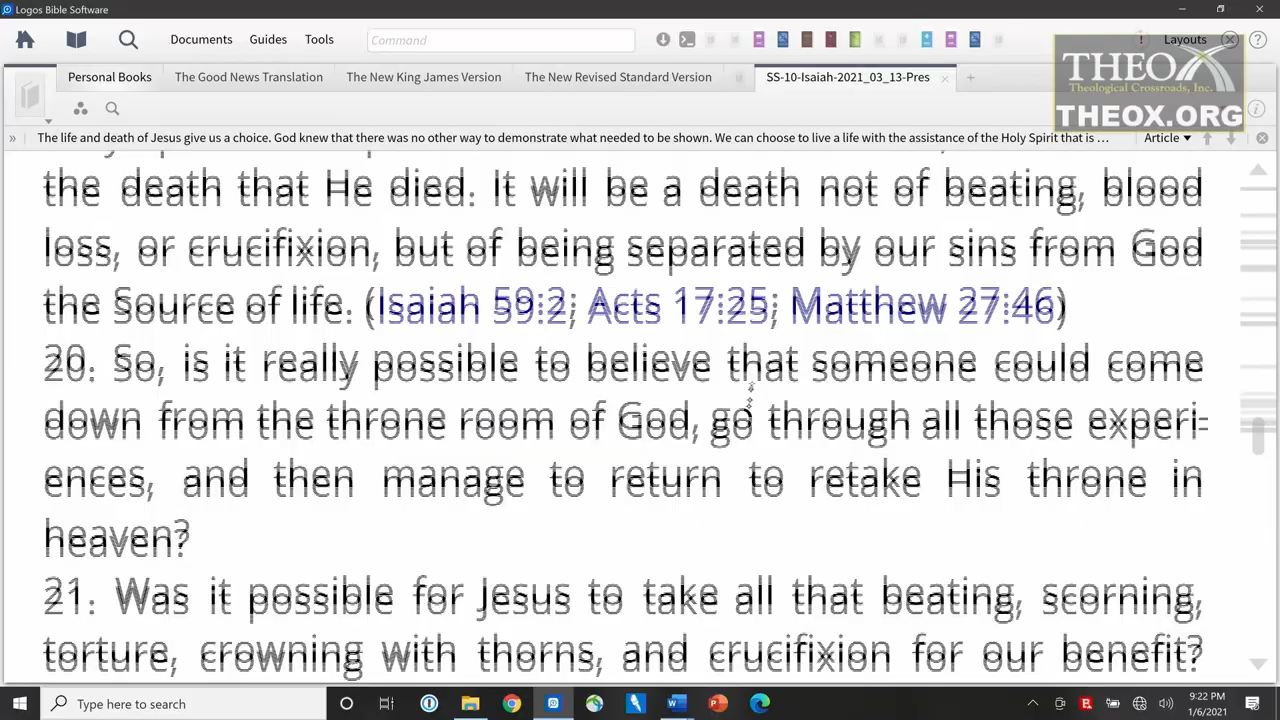 Logos Bible Software
Documents Guides Tools Command Layouts
THEOX
Theological Crossroads, Inc.
THEOX.ORG
Personal Books The Good News Translation The New King James Version The New Revised Standard Version SS-10-Isaiah-2021_03_13-Pres
The life and death of Jesus give us a choice. God knew that there was no other way to demonstrate what needed to be shown. We can choose to live a life with the assistance of the Holy Spirit that is ... Article
the death that He died. It will be a death not of beating, blood
loss, or crucifixion, but of being separated by our sins from God
the Source of life. (Isaiah 59:2; Acts 17:25; Matthew 27:46)
20. So, is it really possible to believe that someone could come
down from the throne room of God, go through all those experi-
ences, and then manage to return to retake His throne in
heaven?
21. Was it possible for Jesus to take all that beating, scorning,
torture, crowning with thorns, and crucifixion for our benefit?
Type here to search
9:22 PM
1/6/2021